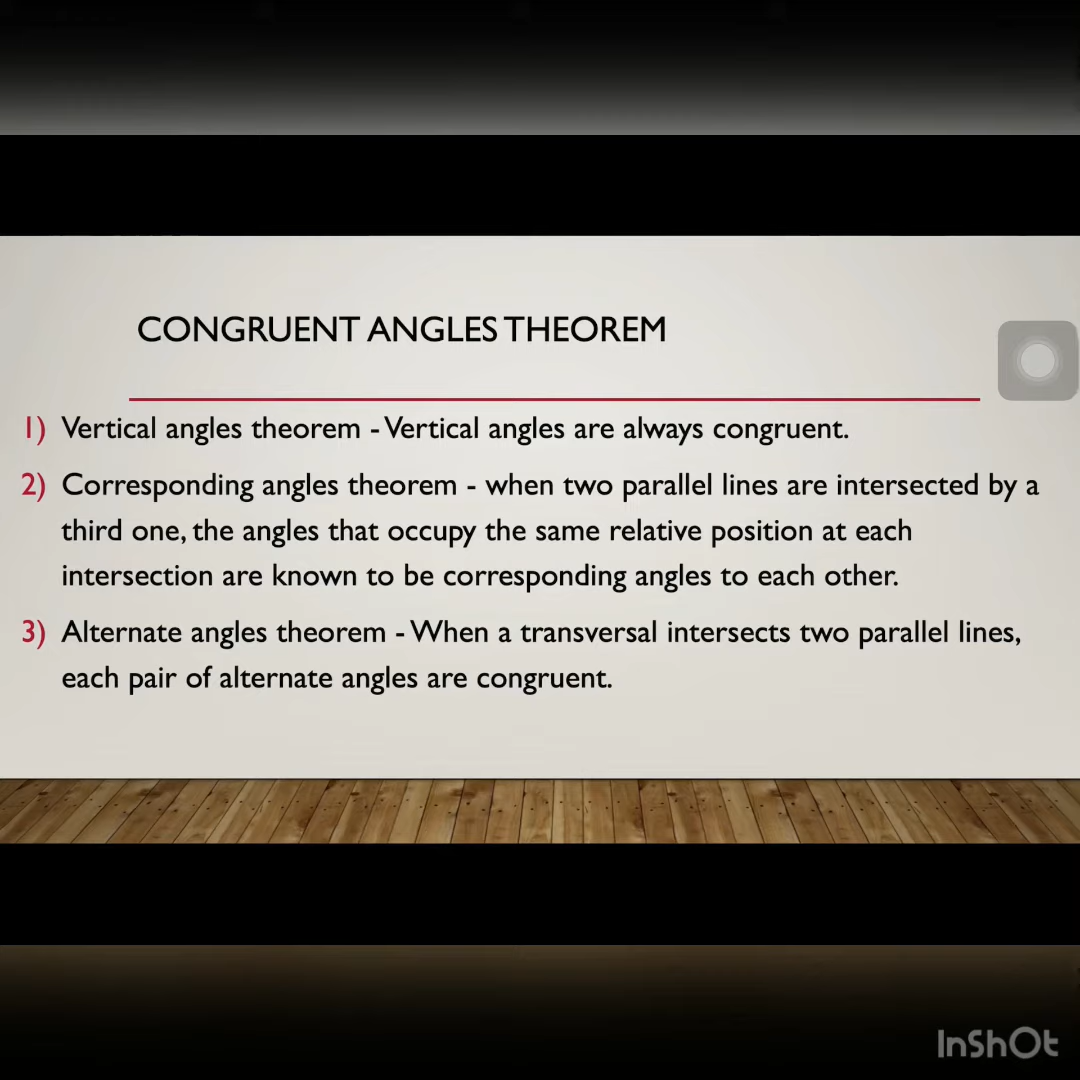 CONGRUENT ANGLES THEOREM
1) Vertical angles theorem - Vertical angles are always congruent.
2) Corresponding angles theorem - when two parallel lines are intersected by a
third one, the angles that occupy the same relative position at each
intersection are known to be corresponding angles to each other.
3) Alternate angles theorem - When a transversal intersects two parallel lines,
each pair of alternate angles are congruent.
InShOt